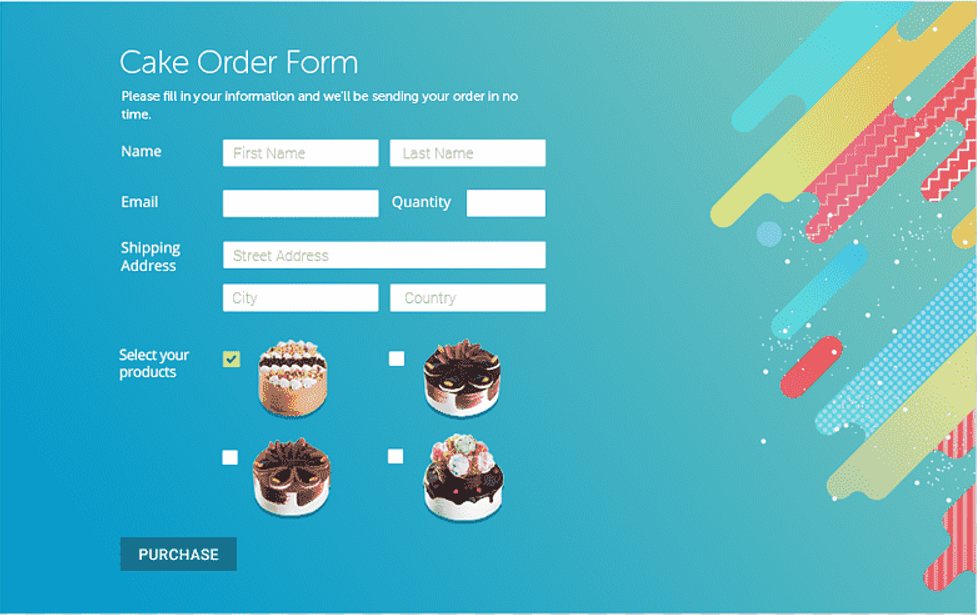 Cake Order Form
Please fill in your information and we'll be sending your order in no
time.
Name
First Name
Last Name
Email
Quantity
Shipping
Address
Street Address
City
Country
Select your
products
PURCHASE